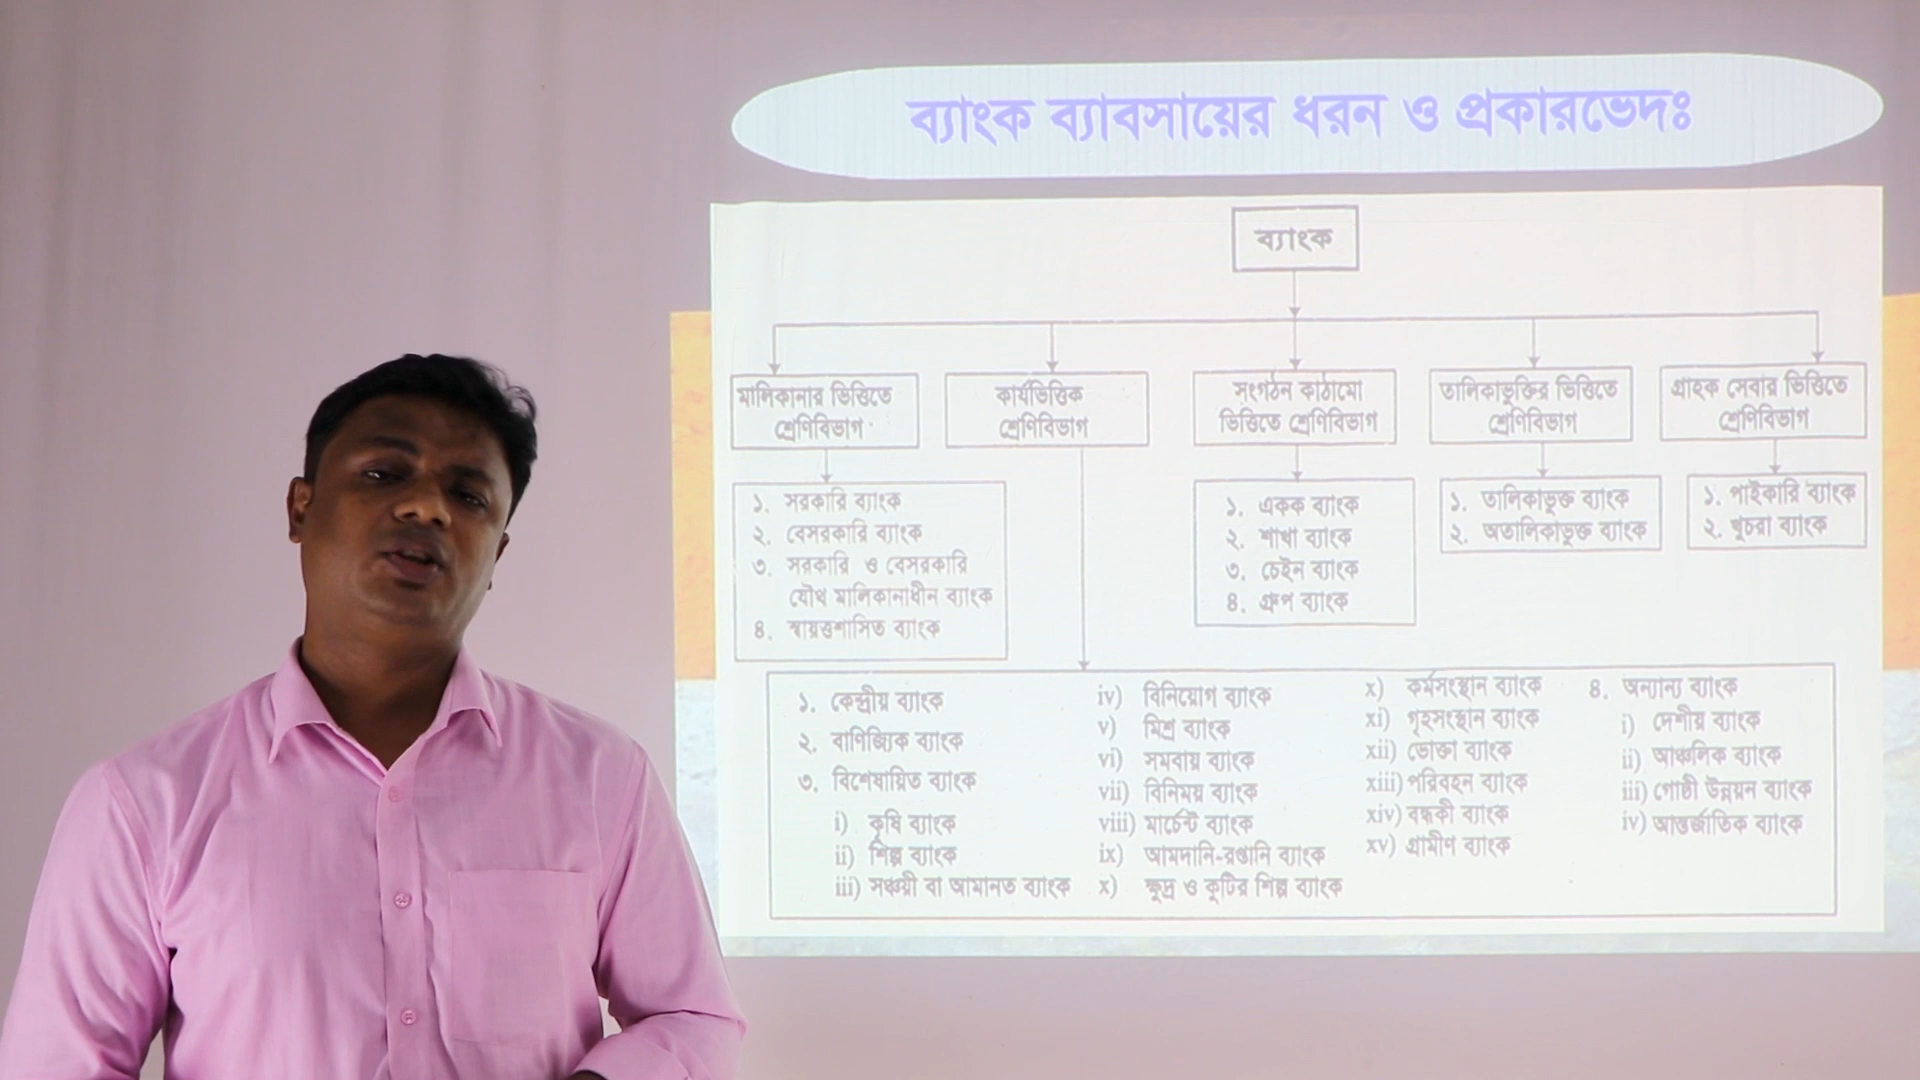 ব্যাংক ব্যাবসায়ের ধরন ও প্রকারভেদঃ
ব্যাংক
মালিকানার ভিত্তিতে
শ্রেণিবিভাগ
কার্যভিত্তিক
শ্রেণিবিভাগ
সংগঠন কাঠামো
ভিত্তিতে শ্রেণিবিভাগ
তালিকাভুক্তির ভিত্তিতে
শ্রেণিবিভাগ
গ্রাহক সেবার ভিত্তিতে
শ্রেণিবিভাগ
১. সরকারি ব্যাংক
২. বেসরকারি ব্যাংক
৩. সরকারি ও বেসরকারি
যৌথ মালিকানাধীন ব্যাংক
৪. স্বায়ত্তশাসিত ব্যাংক
১. একক ব্যাংক
২. শাখা ব্যাংক
৩. চেইন ব্যাংক
৪. গ্রুপ ব্যাংক
১. তালিকাভুক্ত ব্যাংক
২. অতালিকাভুক্ত ব্যাংক
১. পাইকারি ব্যাংক
২. খুচরা ব্যাংক
১. কেন্দ্রীয় ব্যাংক
২. বাণিজ্যিক ব্যাংক
৩. বিশেষায়িত ব্যাংক
i) কৃষি ব্যাংক
ii) শিল্প ব্যাংক
iii) সঞ্চয়ী বা আমানত ব্যাংক
iv) বিনিয়োগ ব্যাংক
v) মিশ্র ব্যাংক
vi) সমবায় ব্যাংক
vii) বিনিময় ব্যাংক
viii) মার্চেন্ট ব্যাংক
ix) আমদানি-রপ্তানি ব্যাংক
x) ক্ষুদ্র ও কুটির শিল্প ব্যাংক
x) কর্মসংস্থান ব্যাংক
xi) গৃহসংস্থান ব্যাংক
xii) ভোক্তা ব্যাংক
xiii) পরিবহন ব্যাংক
xiv) বন্ধকী ব্যাংক
xv) গ্রামীণ ব্যাংক
৪. অন্যান্য ব্যাংক
i) দেশীয় ব্যাংক
ii) আঞ্চলিক ব্যাংক
iii) গোষ্ঠী উন্নয়ন ব্যাংক
iv) আন্তর্জাতিক ব্যাংক